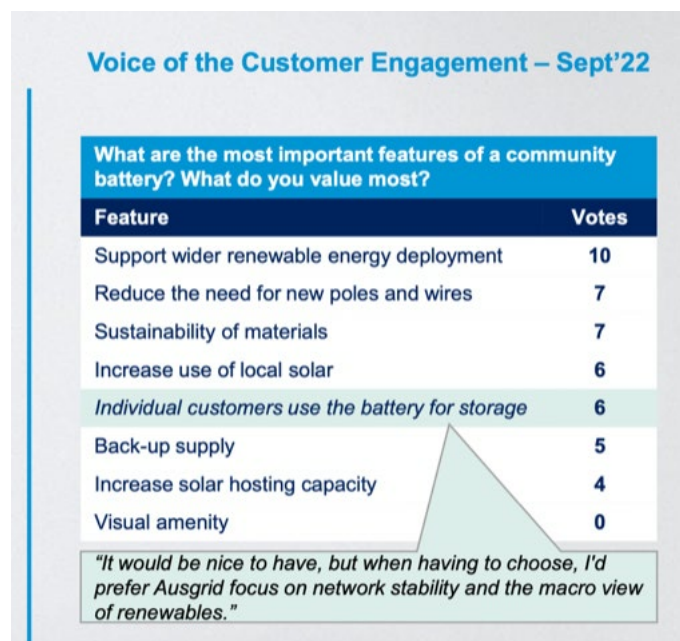 Voice of the Customer Engagement – Sept’22
What are the most important features of a community
battery? What do you value most?
Feature Votes
Support wider renewable energy deployment 10
Reduce the need for new poles and wires 7
Sustainability of materials 7
Increase use of local solar 6
Individual customers use the battery for storage 6
Back-up supply 5
Increase solar hosting capacity 4
Visual amenity 0
“It would be nice to have, but when having to choose, I'd
prefer Ausgrid focus on network stability and the macro view
of renewables.”